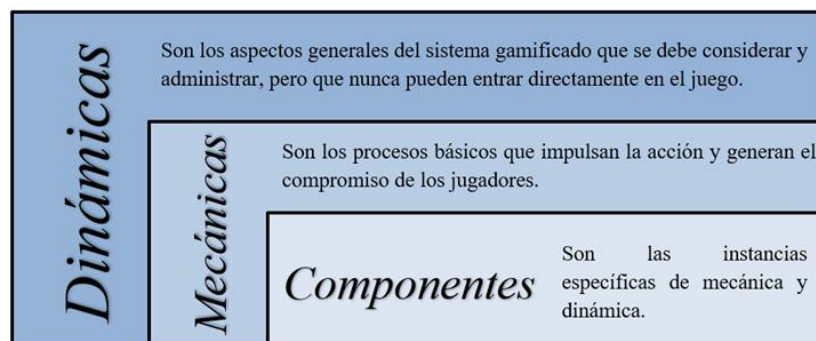 Dinámicas
Son los aspectos generales del sistema gamificado que se debe considerar y
administrar, pero que nunca pueden entrar directamente en el juego.
Mecánicas
Son los procesos básicos que impulsan la acción y generan el
compromiso de los jugadores.
Componentes
Son las instancias
específicas de mecánica y
dinámica.